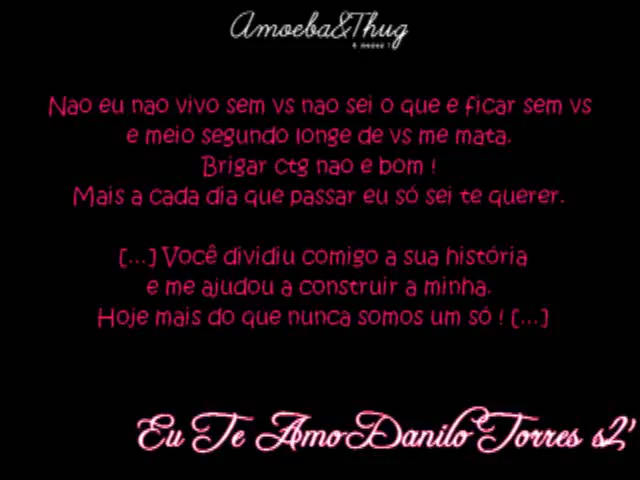 Amoeba&Thug
Nao eu nao vivo sem vs nao sei o que e ficar sem vs
e meio segundo longe de vs me mata.
Brigar ctg nao e bom !
Mais a cada dia que passar eu só sei te querer.
[...] Você dividiu comigo a sua história
e me ajudou a construir a minha.
Hoje mais do que nunca somos um só ! [...]
Eu Te Amo Danilo Torres s2'